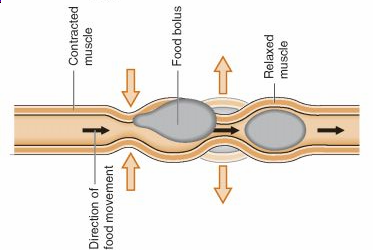 Contracted
muscle
Food bolus
Relaxed
muscle
Direction of
food movement